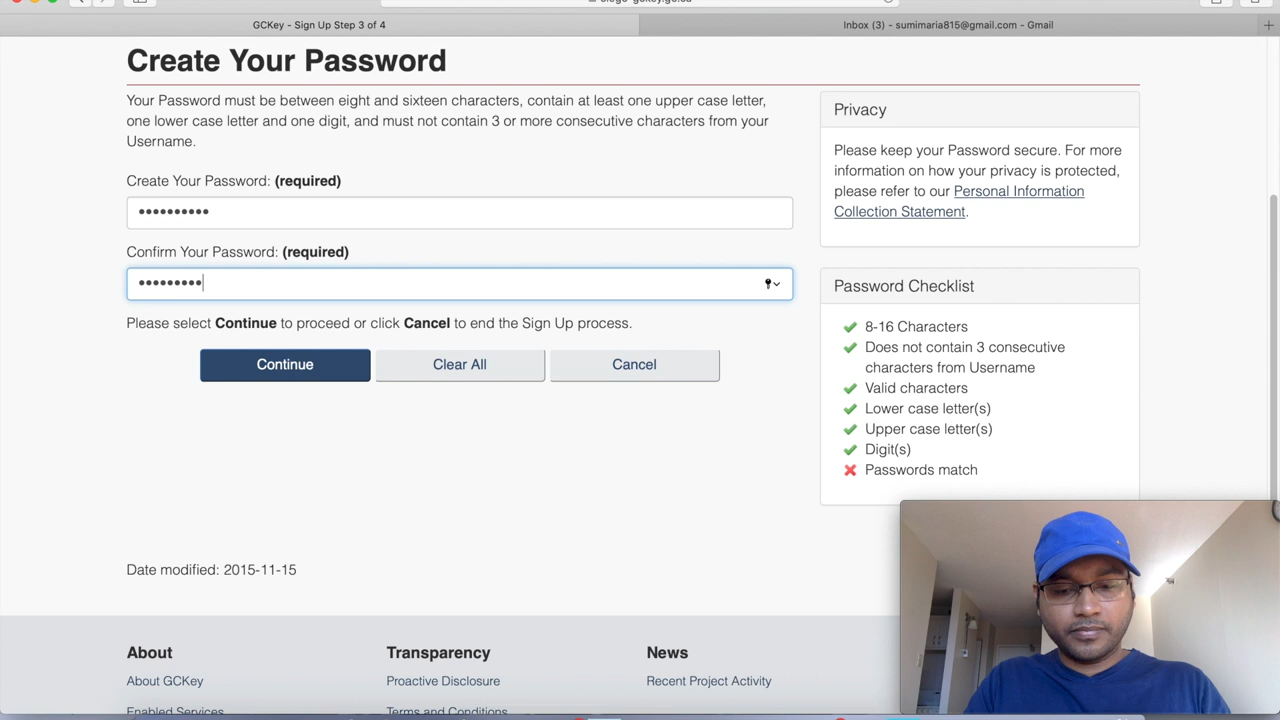 GCKey - Sign Up Step 3 of 4
Inbox (3) - sumimaria815@gmail.com - Gmail
Create Your Password
Your Password must be between eight and sixteen characters, contain at least one upper case letter,
one lower case letter and one digit, and must not contain 3 or more consecutive characters from your
Username.
Create Your Password: (required)
••••••••••
Confirm Your Password: (required)
•••••••••
Please select Continue to proceed or click Cancel to end the Sign Up process.
Continue
Clear All
Cancel
Privacy
Please keep your Password secure. For more
information on how your privacy is protected,
please refer to our Personal Information
Collection Statement.
Password Checklist
8-16 Characters
Does not contain 3 consecutive
characters from Username
Valid characters
Lower case letter(s)
Upper case letter(s)
Digit(s)
Passwords match
Date modified: 2015-11-15
About
Transparency
News
About GCKey
Proactive Disclosure
Recent Project Activity
Enabled Services
Terms and Conditions